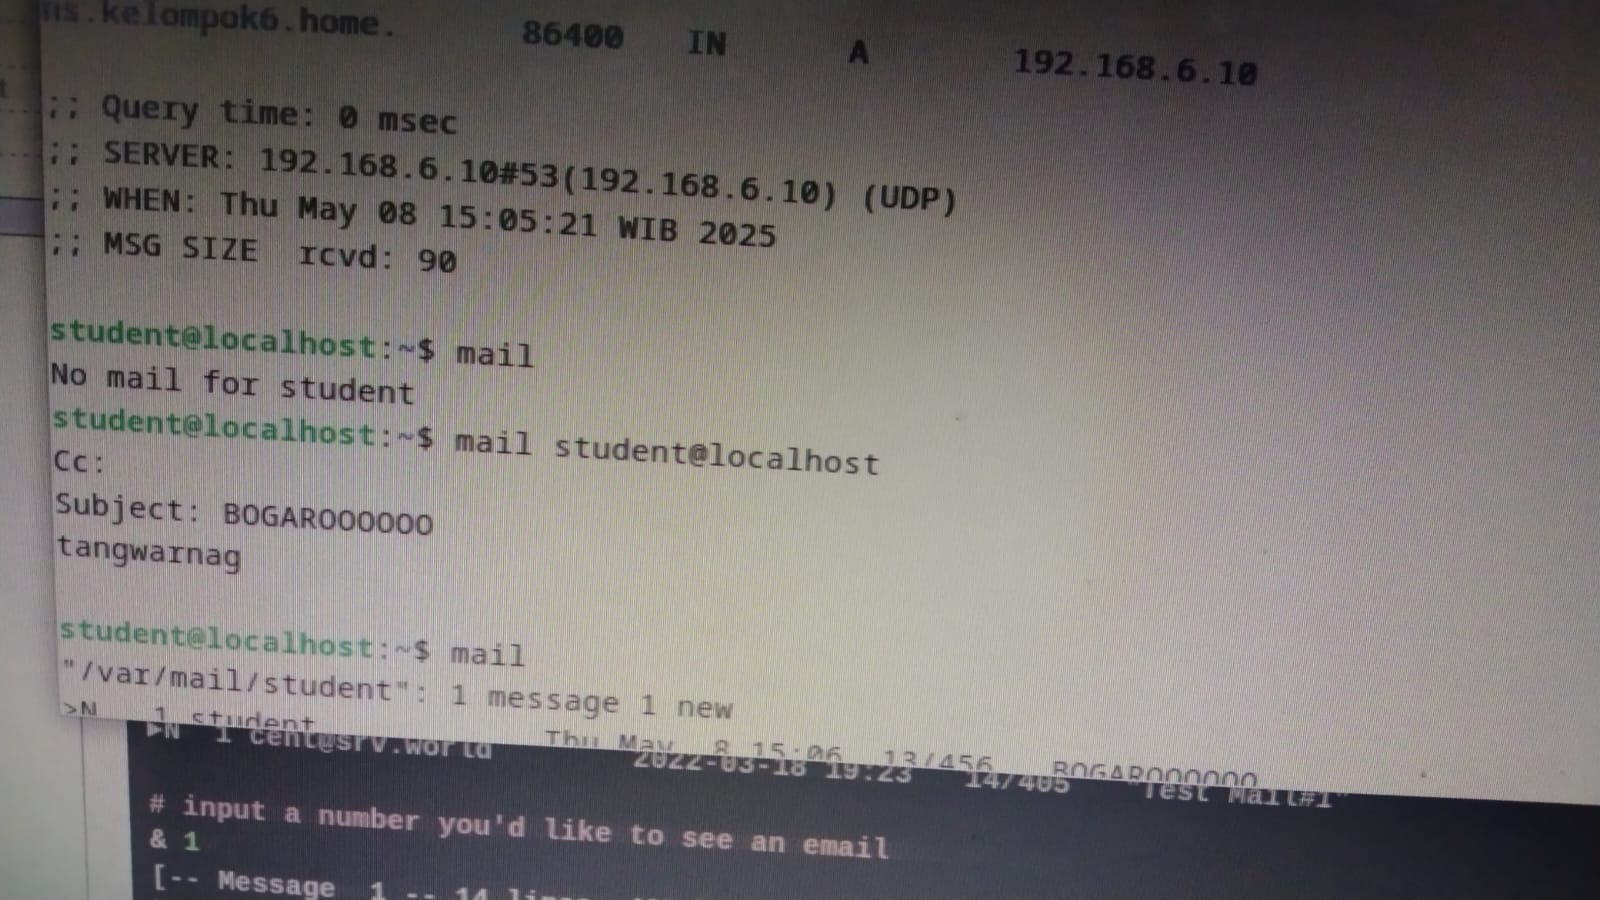 ns.kelompok6.home. 86400 IN A 192.168.6.10
;; Query time: 0 msec
;; SERVER: 192.168.6.10#53(192.168.6.10) (UDP)
;; WHEN: Thu May 08 15:05:21 WIB 2025
;; MSG SIZE  rcvd: 90
student@localhost:~$ mail
No mail for student
student@localhost:~$ mail student@localhost
Cc:
Subject: BOGAROOOOOO
tangwarnag
student@localhost:~$ mail
"/var/mail/student": 1 message 1 new
>N 1 student Thu May 8 15:06 13/456 BOGAROOOOOO
▶N 1 cent@srv.world 2022-03-18 19:23 14/405 "Test Mail#1"
# input a number you'd like to see an email
& 1
[-- Message 1 -- 14